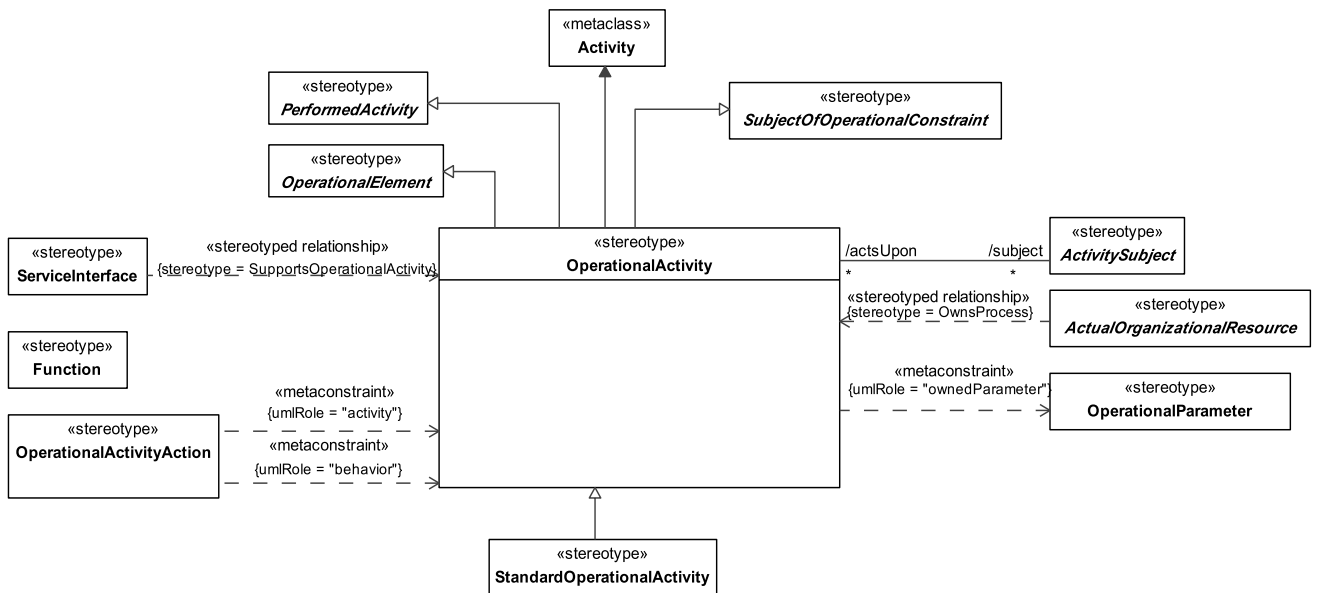 «metaclass»
Activity
«stereotype»
PerformedActivity
«stereotype»
SubjectOfOperationalConstraint
«stereotype»
OperationalElement
«stereotype»
ServiceInterface
«stereotyped relationship»
{stereotype = SupportsOperationalActivity}
«stereotype»
OperationalActivity
/actsUpon
/subject
*
*
«stereotype»
ActivitySubject
«stereotyped relationship»
{stereotype = OwnsProcess}
«stereotype»
ActualOrganizationalResource
«stereotype»
Function
«metaconstraint»
{umlRole = "ownedParameter"}
«stereotype»
OperationalParameter
«stereotype»
OperationalActivityAction
«metaconstraint»
{umlRole = "activity"}
«metaconstraint»
{umlRole = "behavior"}
«stereotype»
StandardOperationalActivity